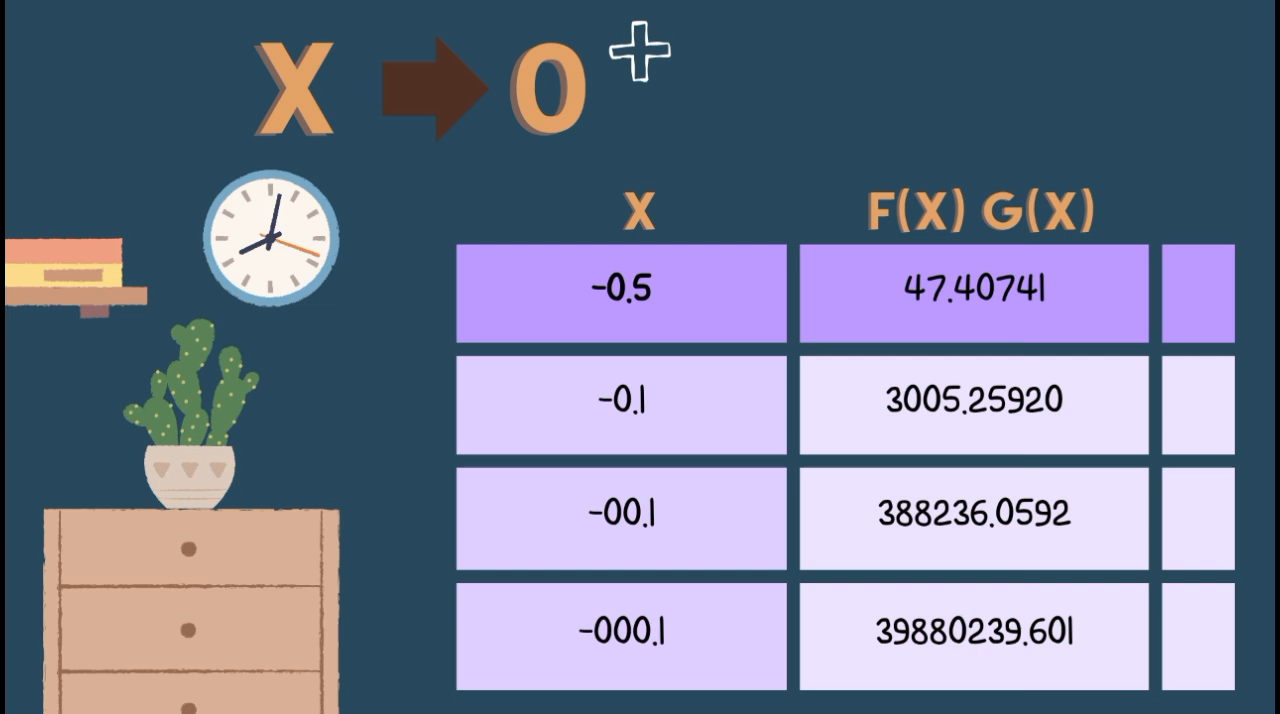 X → 0 +
X F(X) G(X)
-0.5 47.40741
-0.1 3005.25920
-00.1 388236.0592
-000.1 39880239.601